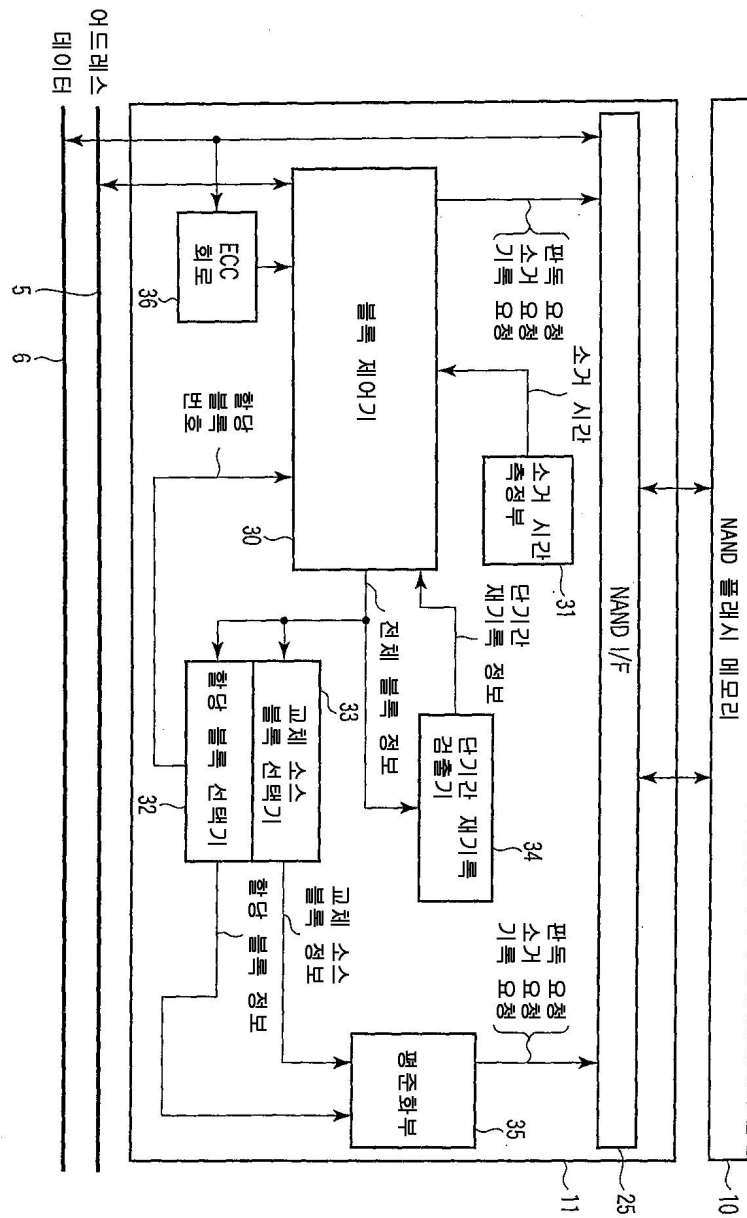 NAND 플래시 메모리
10
NAND I/F
25
11
판독 요청
소거 요청
기록 요청
소거 시간
소거 시간
측정부
31
단기간
재기록 정보
단기간 재기록
검출기
34
판독 요청
소거 요청
기록 요청
블록 제어기
30
전체 블록 정보
ECC
회로
36
할당
블록
번호
교체 소스
블록 선택기
33
할당 블록 선택기
32
교체 소스
블록 정보
할당 블록 정보
평준화부
35
어드레스
데이터
5
6